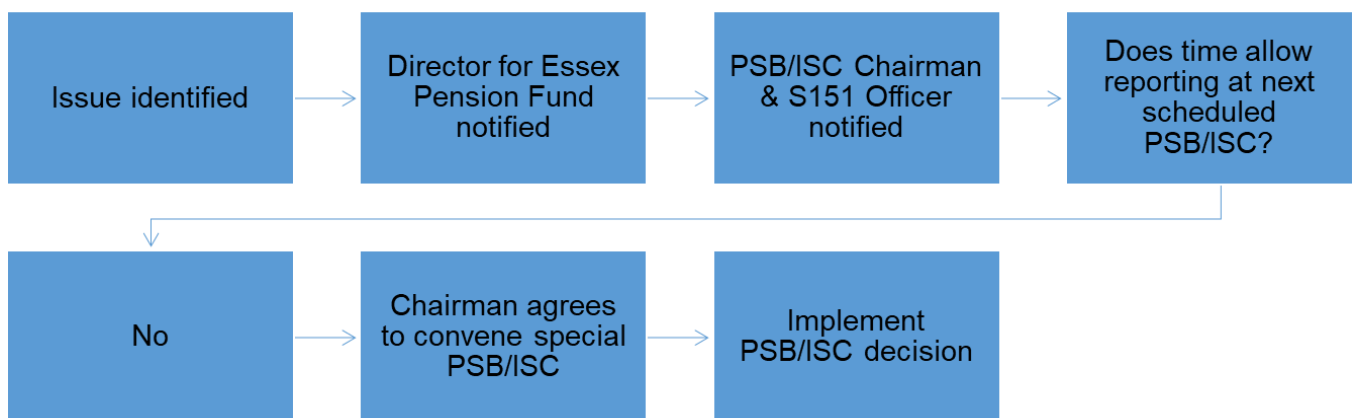 Issue identified
Director for Essex
Pension Fund
notified
PSB/ISC Chairman
& S151 Officer
notified
Does time allow
reporting at next
scheduled
PSB/ISC?
No
Chairman agrees
to convene special
PSB/ISC
Implement
PSB/ISC decision